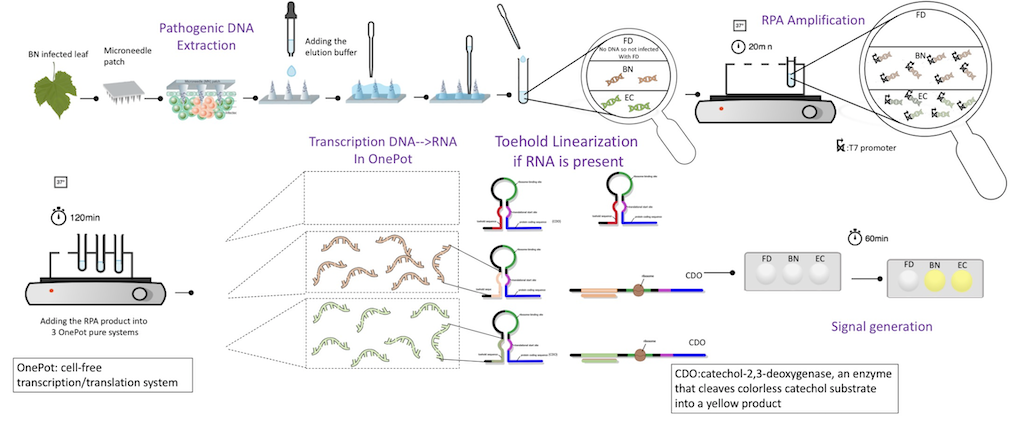 Pathogenic DNA
Extraction
BN infected leaf
Microneedle
patch
Adding the
elution buffer
FD
No DNA so not infected
With FD
BN
EC
37°
20m n
RPA Amplification
FD
BN
EC
:T7 promoter
Transcription DNA-->RNA
In OnePot
Toehold Linearization
if RNA is present
37°
120min
Adding the RPA product into
3 OnePot pure systems
OnePot: cell-free
transcription/translation system
ribosome
CDO
ribosome
CDO
FD BN EC
60min
FD BN EC
Signal generation
CDO:catechol-2,3-deoxygenase, an enzyme
that cleaves colorless catechol substrate
into a yellow product